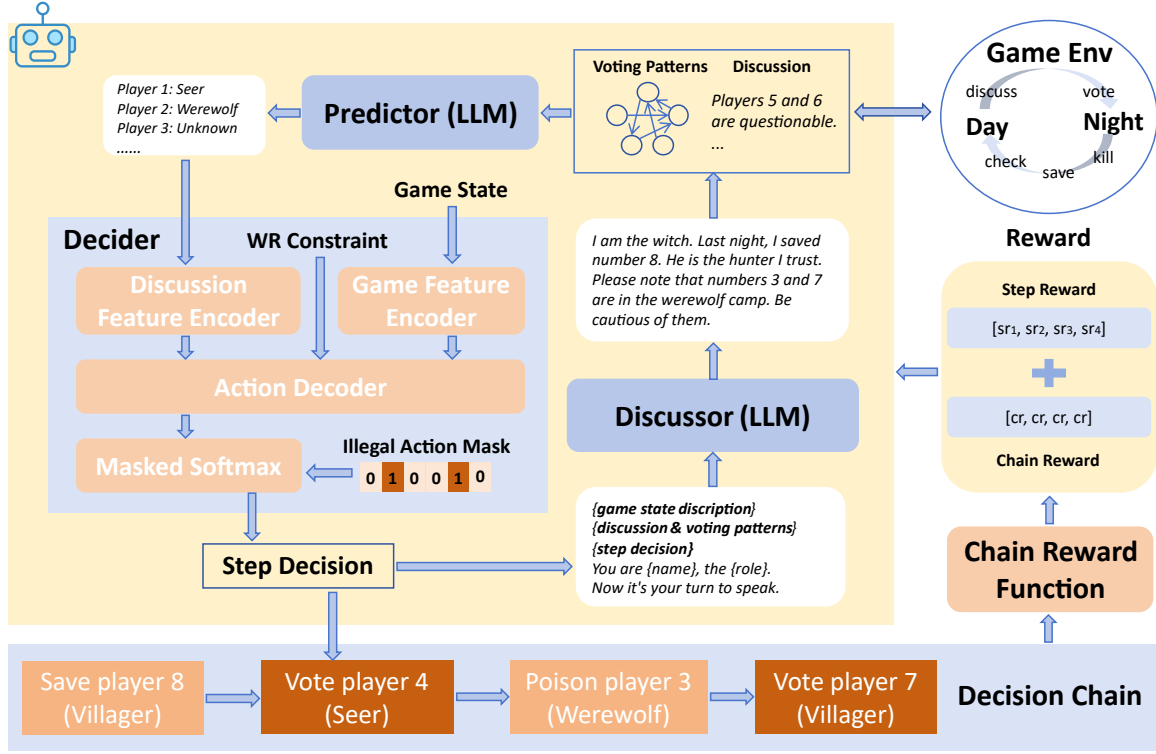 Player 1: Seer
Player 2: Werewolf
Player 3: Unknown
......
Predictor (LLM)
Voting Patterns
Discussion
Players 5 and 6
are questionable.
...
Game Env
discuss
vote
Day
Night
check
save
kill
Game State
Decider
WR Constraint
Discussion
Feature Encoder
Game Feature
Encoder
Action Decoder
Masked Softmax
Illegal Action Mask
0 1 0 0 1 0
Step Decision
I am the witch. Last night, I saved
number 8. He is the hunter I trust.
Please note that numbers 3 and 7
are in the werewolf camp. Be
cautious of them.
Discussor (LLM)
{game state discription}
{discussion & voting patterns}
{step decision}
You are {name}, the {role}.
Now it's your turn to speak.
Reward
Step Reward
[sr₁, sr₂, sr₃, sr₄]
[cr, cr, cr, cr]
Chain Reward
Chain Reward
Function
Save player 8
(Villager)
Vote player 4
(Seer)
Poison player 3
(Werewolf)
Vote player 7
(Villager)
Decision Chain